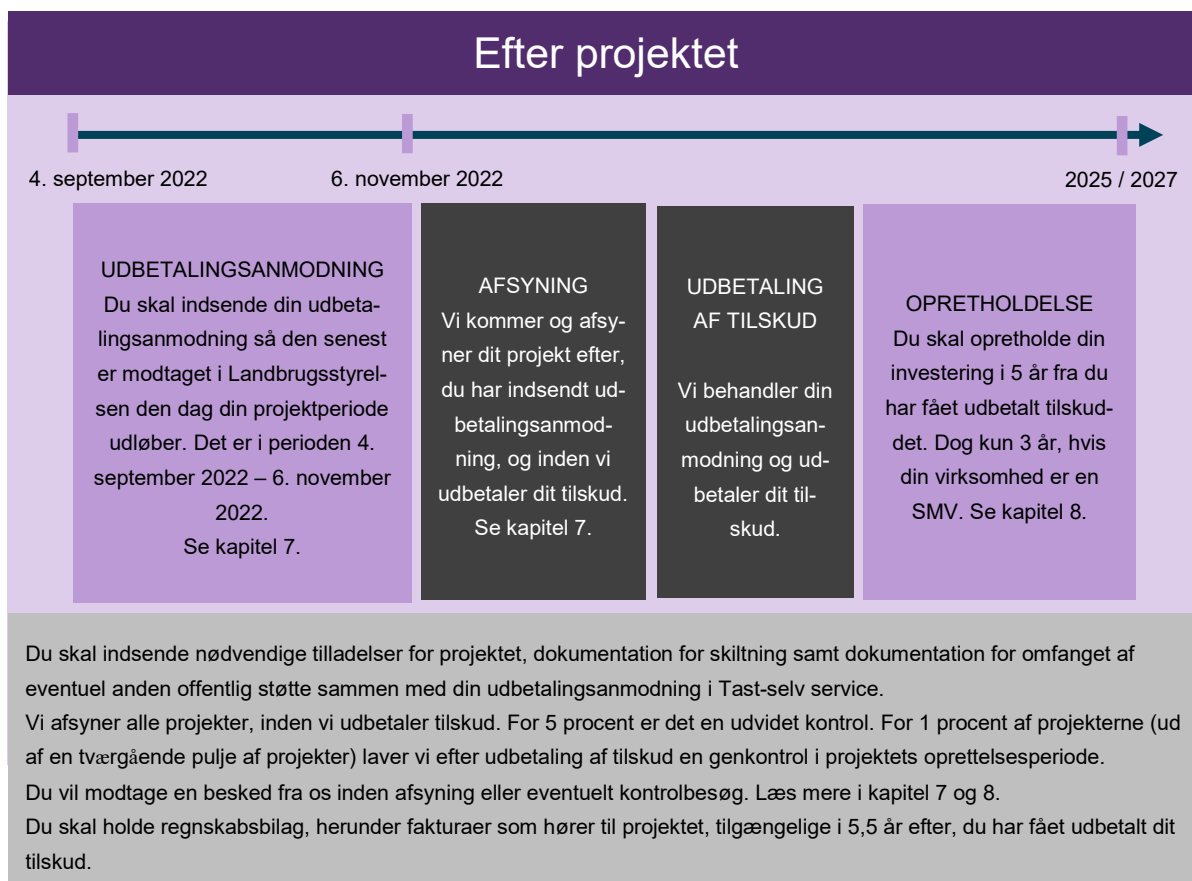 Efter projektet
4. september 2022
6. november 2022
2025 / 2027
UDBETALINGSANMODNING
Du skal indsende din udbeta-
lingsanmodning så den senest
er modtaget i Landbrugsstyrel-
sen den dag din projektperiode
udløber. Det er i perioden 4.
september 2022 – 6. november
2022.
Se kapitel 7.
AFSYNING
Vi kommer og afsy-
ner dit projekt efter,
du har indsendt ud-
betalingsanmod-
ning, og inden vi
udbetaler dit tilskud.
Se kapitel 7.
UDBETALING
AF TILSKUD
Vi behandler din
udbetalingsan-
modning og ud-
betaler dit til-
skud.
OPRETHOLDELSE
Du skal opretholde din
investering i 5 år fra du
har fået udbetalt tilskud-
det. Dog kun 3 år, hvis
din virksomhed er en
SMV. Se kapitel 8.
Du skal indsende nødvendige tilladelser for projektet, dokumentation for skiltning samt dokumentation for omfanget af
eventuel anden offentlig støtte sammen med din udbetalingsanmodning i Tast-selv service.
Vi afsyner alle projekter, inden vi udbetaler tilskud. For 5 procent er det en udvidet kontrol. For 1 procent af projekterne (ud
af en tværgående pulje af projekter) laver vi efter udbetaling af tilskud en genkontrol i projektets oprettelsesperiode.
Du vil modtage en besked fra os inden afsyning eller eventuelt kontrolbesøg. Læs mere i kapitel 7 og 8.
Du skal holde regnskabsbilag, herunder fakturaer som hører til projektet, tilgængelige i 5,5 år efter, du har fået udbetalt dit
tilskud.